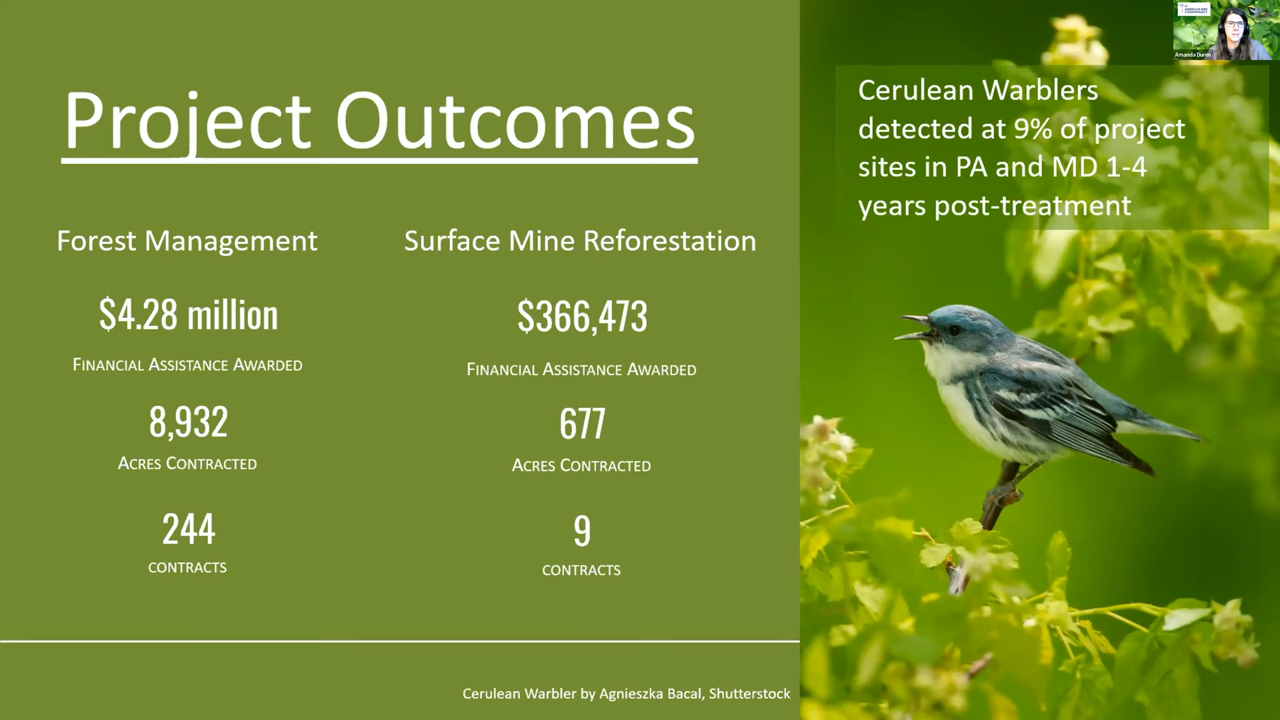 Project Outcomes
Forest Management
$4.28 million
Financial Assistance Awarded
8,932
Acres Contracted
244
contracts
Surface Mine Reforestation
$366,473
Financial Assistance Awarded
677
Acres Contracted
9
contracts
Cerulean Warbler by Agnieszka Bacal, Shutterstock
Cerulean Warblers
detected at 9% of project
sites in PA and MD 1-4
years post-treatment
Amanda Duren